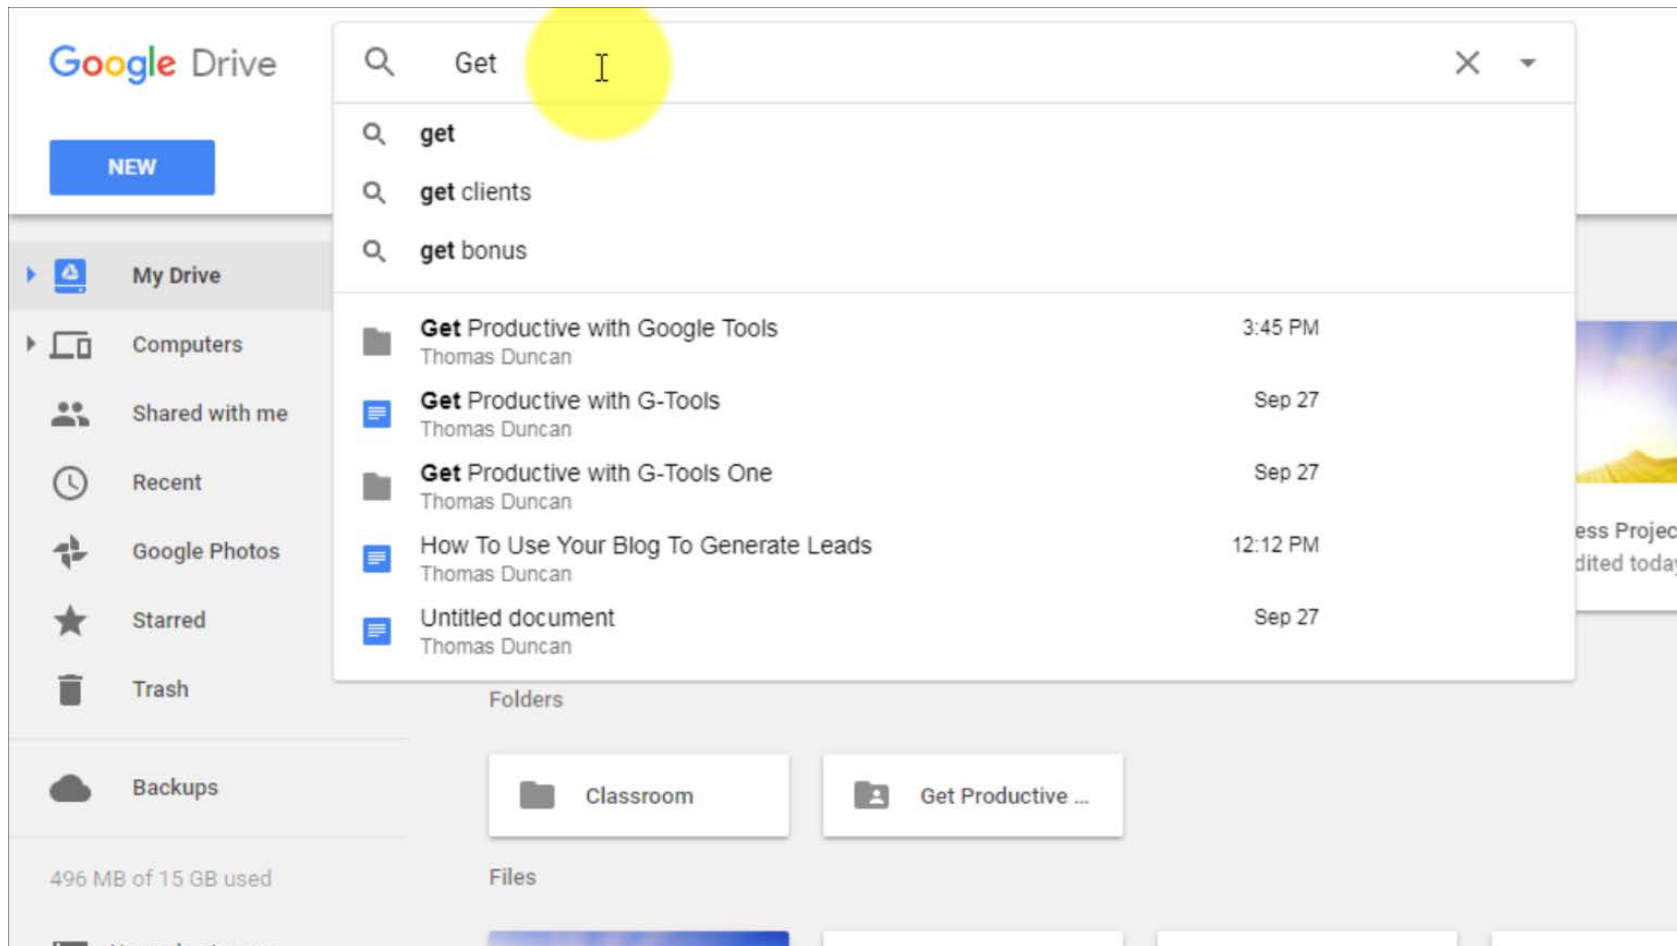 Google Drive
Get
NEW
get
get clients
get bonus
Get Productive with Google Tools 3:45 PM
Thomas Duncan
Get Productive with G-Tools Sep 27
Thomas Duncan
Get Productive with G-Tools One Sep 27
Thomas Duncan
How To Use Your Blog To Generate Leads 12:12 PM
Thomas Duncan
Untitled document Sep 27
Thomas Duncan
My Drive
Computers
Shared with me
Recent
Google Photos
Starred
Trash
Backups
496 MB of 15 GB used
ess Projec
dited today
Folders
Classroom
Get Productive ...
Files